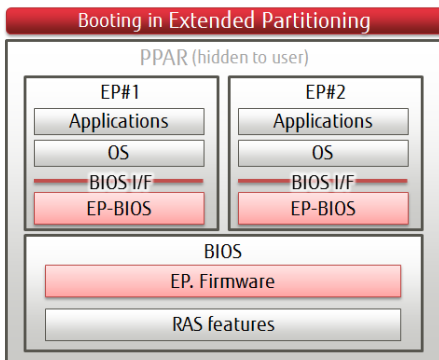 Booting in Extended Partitioning
PPAR (hidden to user)
EP#1
Applications
OS
BIOS I/F
EP-BIOS
EP#2
Applications
OS
BIOS I/F
EP-BIOS
BIOS
EP. Firmware
RAS features